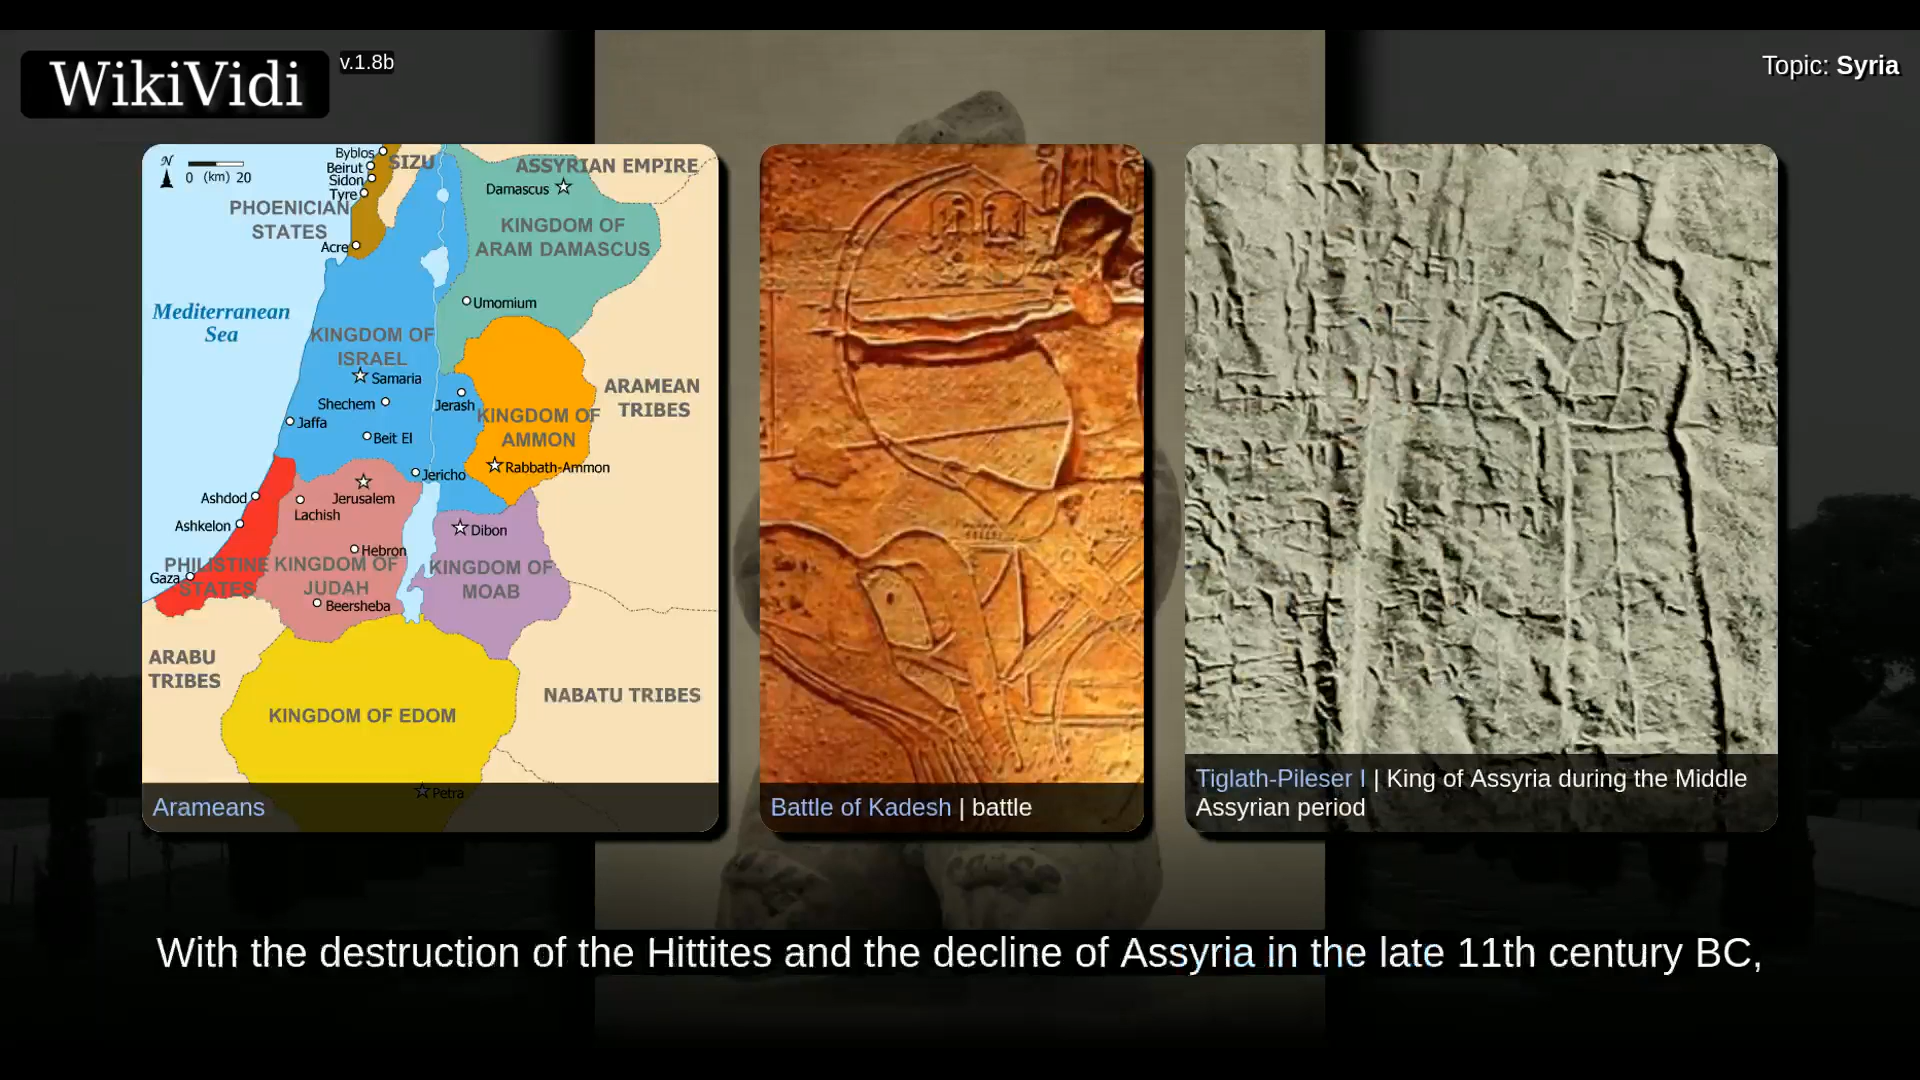 WikiVidi
v.1.8b
Topic: Syria
N
0 (km) 20
Byblos
Beirut
Sidon
Tyre
SIZU
ASSYRIAN EMPIRE
Damascus
PHOENICIAN
STATES
KINGDOM OF
ARAM DAMASCUS
Acre
Umomium
Mediterranean
Sea
KINGDOM OF
ISRAEL
Samaria
Shechem
Jerash
ARAMEAN
TRIBES
Jaffa
Beit El
KINGDOM OF
AMMON
Rabbath-Ammon
Jericho
Ashdod
Jerusalem
Lachish
Ashkelon
Dibon
Hebron
Gaza
PHILISTINE
STATES
KINGDOM OF
JUDAH
KINGDOM OF
MOAB
Beersheba
ARABU
TRIBES
NABATU TRIBES
KINGDOM OF EDOM
Petra
Arameans
Battle of Kadesh | battle
Tiglath-Pileser I | King of Assyria during the Middle
Assyrian period
With the destruction of the Hittites and the decline of Assyria in the late 11th century BC,